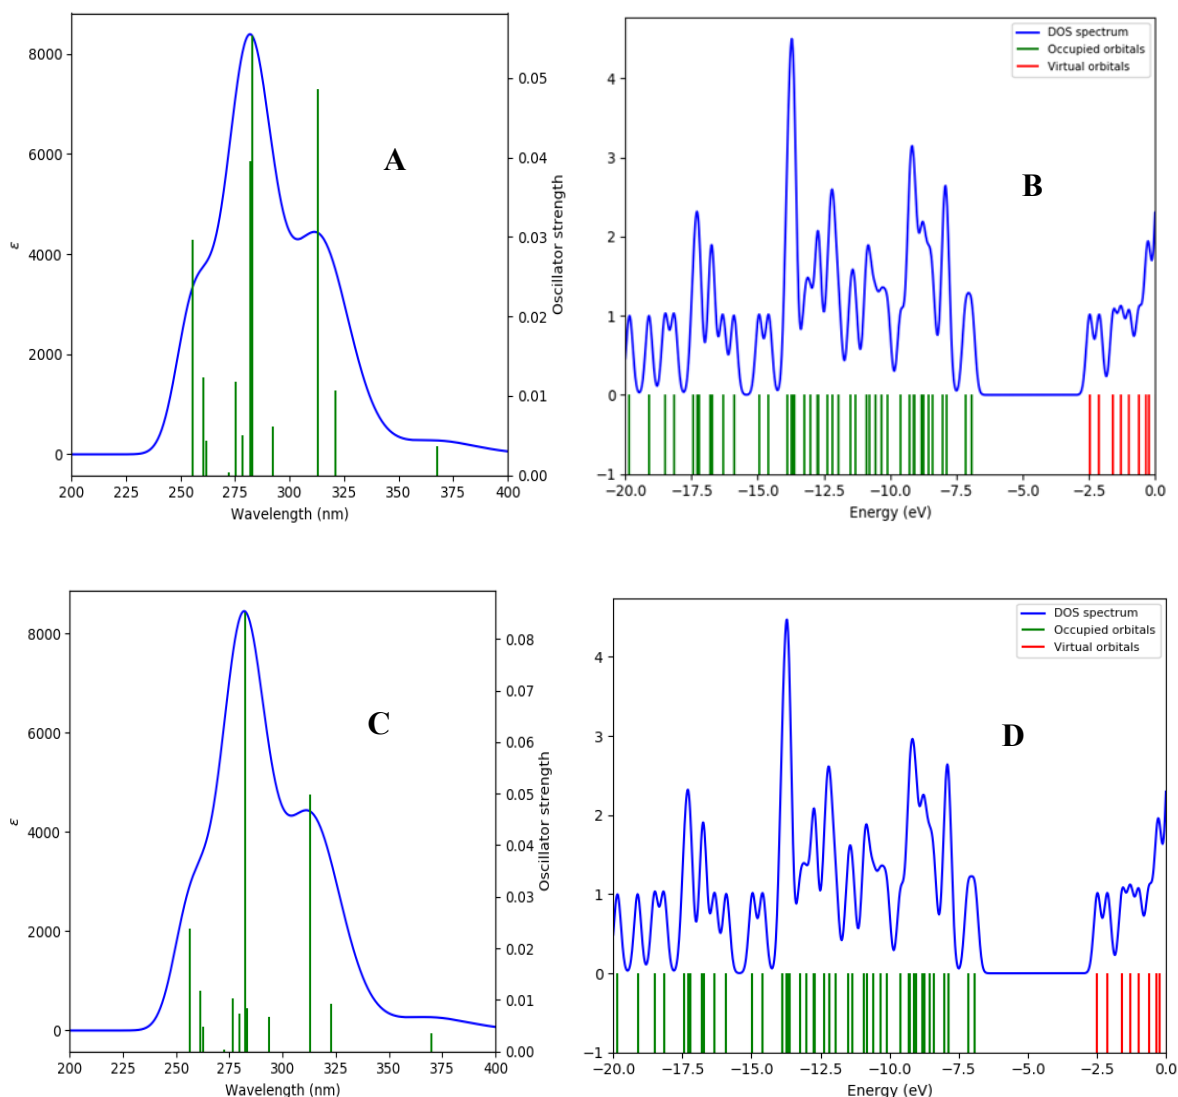 8000
6000
4000
2000
0
ε
A
0.05
0.04
0.03
0.02
0.01
0.00
Oscillator strength
200 225 250 275 300 325 350 375 400
Wavelength (nm)
DOS spectrum
Occupied orbitals
Virtual orbitals
4
3
2
1
0
−1
B
−20.0 −17.5 −15.0 −12.5 −10.0 −7.5 −5.0 −2.5 0.0
Energy (eV)
8000
6000
4000
2000
0
ε
C
0.08
0.07
0.06
0.05
0.04
0.03
0.02
0.01
0.00
Oscillator strength
200 225 250 275 300 325 350 375 400
Wavelength (nm)
DOS spectrum
Occupied orbitals
Virtual orbitals
4
3
2
1
0
−1
D
−20.0 −17.5 −15.0 −12.5 −10.0 −7.5 −5.0 −2.5 0.0
Energy (eV)